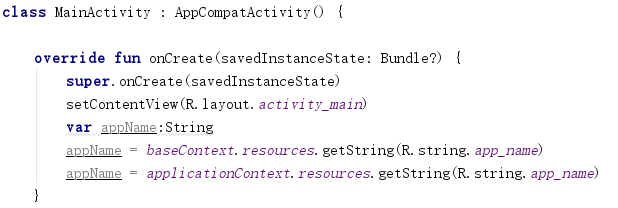 class MainActivity : AppCompatActivity() {
override fun onCreate(savedInstanceState: Bundle?) {
super.onCreate(savedInstanceState)
setContentView(R.layout.activity_main)
var appName:String
appName = baseContext.resources.getString(R.string.app_name)
appName = applicationContext.resources.getString(R.string.app_name)
}